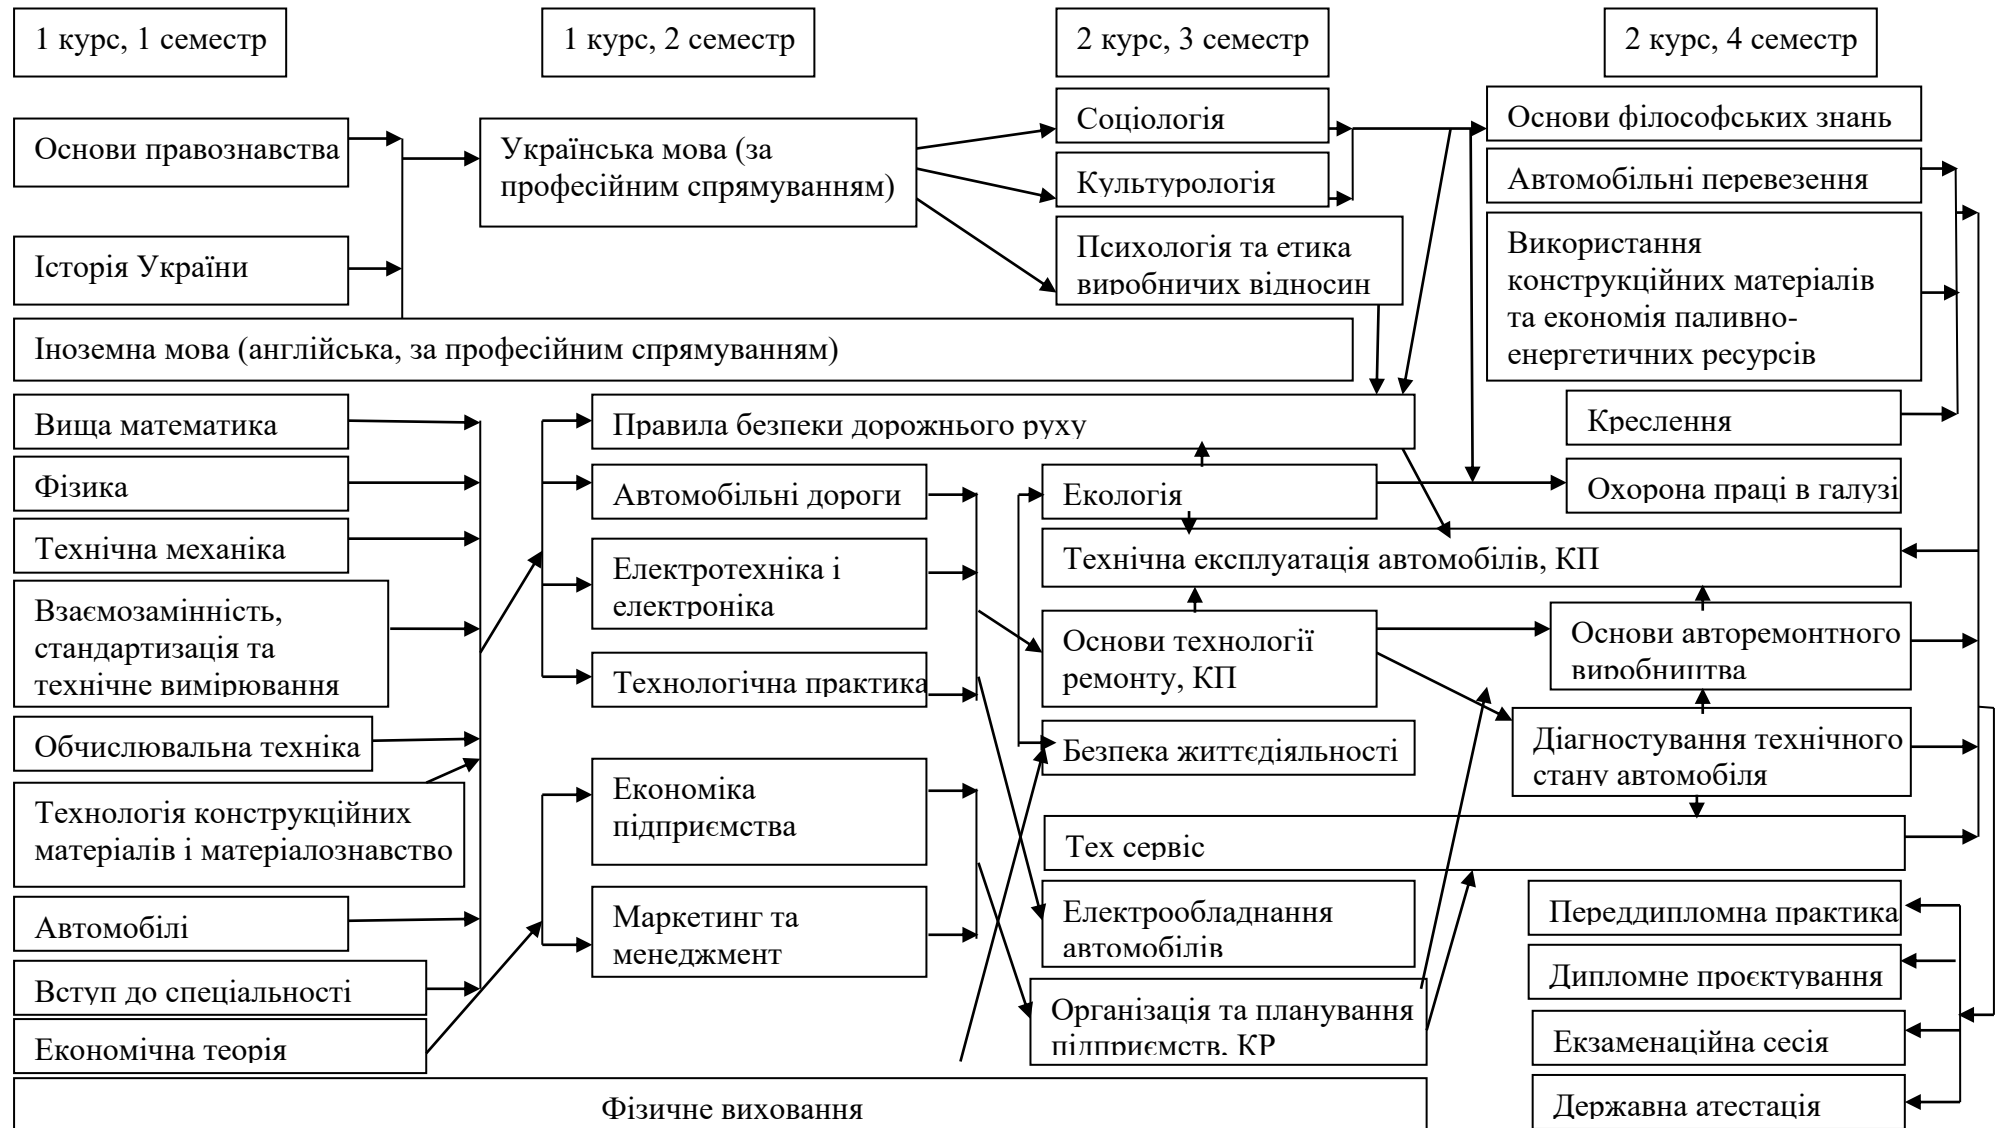 1 курс, 1 семестр
1 курс, 2 семестр
2 курс, 3 семестр
2 курс, 4 семестр
Основи правознавства
Історія України
Українська мова (за
професійним спрямуванням)
Соціологія
Культурологія
Психологія та етика
виробничих відносин
Основи філософських знань
Автомобільні перевезення
Використання
конструкційних матеріалів
та економія паливно-
енергетичних ресурсів
Креслення
Охорона праці в галузі
Іноземна мова (англійська, за професійним спрямуванням)
Вища математика
Фізика
Технічна механіка
Взаємозамінність,
стандартизація та
технічне вимірювання
Обчислювальна техніка
Технологія конструкційних
матеріалів і матеріалознавство
Автомобілі
Вступ до спеціальності
Економічна теорія
Правила безпеки дорожнього руху
Автомобільні дороги
Електротехніка і
електроніка
Технологічна практика
Економіка
підприємства
Маркетинг та
менеджмент
Екологія
Технічна експлуатація автомобілів, КП
Основи технології
ремонту, КП
Безпека життєдіяльності
Основи авторемонтного
виробництва
Діагностування технічного
стану автомобіля
Тех сервіс
Електрообладнання
автомобілів
Організація та планування
підприємств, КР
Переддипломна практика
Дипломне проєктування
Екзаменаційна сесія
Державна атестація
Фізичне виховання